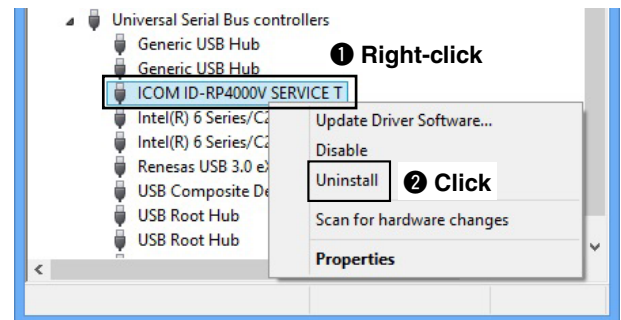 Universal Serial Bus controllers
Generic USB Hub
❶ Right-click
Generic USB Hub
ICOM ID-RP4000V SERVICE T
Intel(R) 6 Series/C2
Update Driver Software...
Intel(R) 6 Series/C2
Disable
Renesas USB 3.0 eX
Uninstall
❷ Click
USB Composite De
USB Root Hub
Scan for hardware changes
USB Root Hub
Properties